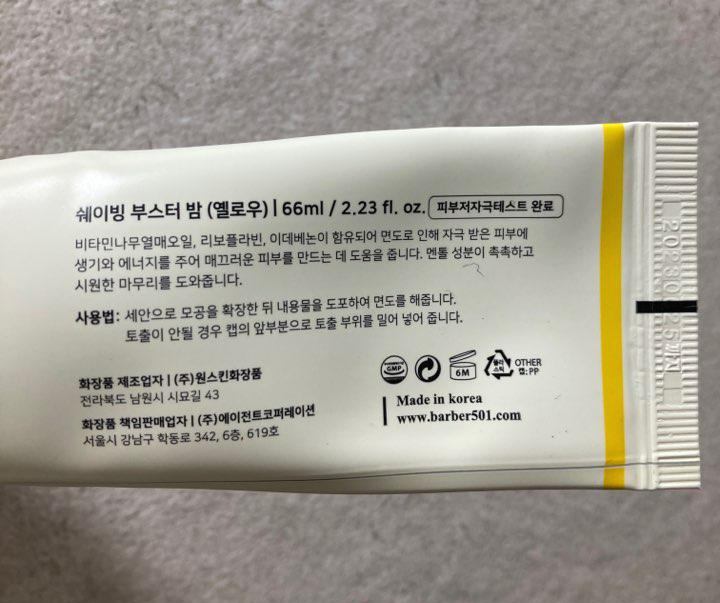 쉐이빙 부스터 밤 (옐로우) | 66ml / 2.23 fl. oz. 피부저자극테스트 완료
비타민나무열매오일, 리보플라빈, 이데베논이 함유되어 면도로 인해 자극 받은 피부에
생기와 에너지를 주어 매끄러운 피부를 만드는 데 도움을 줍니다. 멘톨 성분이 촉촉하고
시원한 마무리를 도와줍니다.
사용법: 세안으로 모공을 확장한 뒤 내용물을 도포하여 면도를 해줍니다.
토출이 안될 경우 캡의 앞부분으로 토출 부위를 밀어 넣어 줍니다.
화장품 제조업자 | (주)원스킨화장품
전라북도 남원시 시묘길 43
화장품 책임판매업자 | (주)에이전트코퍼레이션
서울시 강남구 학동로 342, 6층, 619호
GMP
6M
플라스틱
OTHER
캡: PP
Made in korea
www.barber501.com